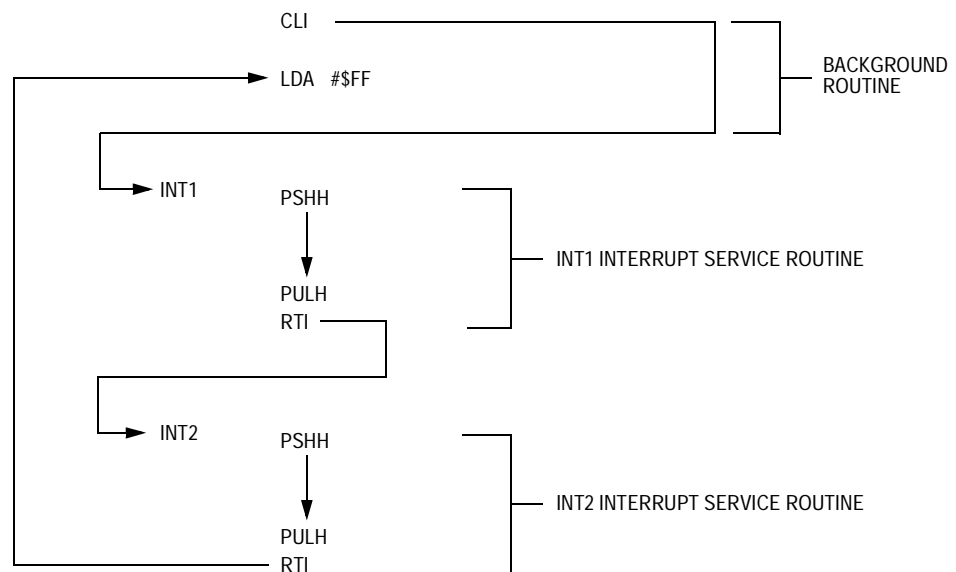 CLI
LDA #$FF
BACKGROUND
ROUTINE
INT1
PSHH
INT1 INTERRUPT SERVICE ROUTINE
PULH
RTI
INT2
PSHH
INT2 INTERRUPT SERVICE ROUTINE
PULH
RTI